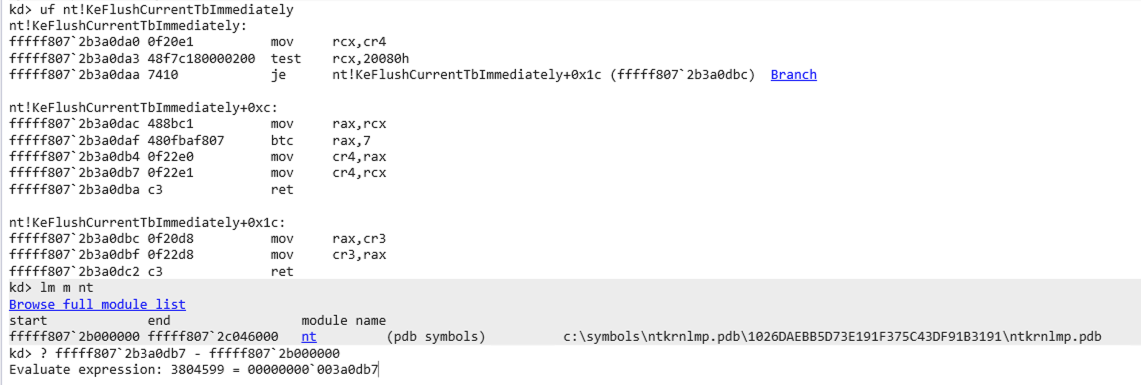 kd> uf nt!KeFlushCurrentTbImmediately
nt!KeFlushCurrentTbImmediately:
fffff807`2b3a0da0 0f20e1 mov rcx,cr4
fffff807`2b3a0da3 48f7c180000200 test rcx,20080h
fffff807`2b3a0daa 7410 je nt!KeFlushCurrentTbImmediately+0x1c (fffff807`2b3a0dbc) Branch
nt!KeFlushCurrentTbImmediately+0xc:
fffff807`2b3a0dac 488bc1 mov rax,rcx
fffff807`2b3a0daf 480fbaf807 btc rax,7
fffff807`2b3a0db4 0f22e0 mov cr4,rax
fffff807`2b3a0db7 0f22e1 mov cr4,rcx
fffff807`2b3a0dba c3 ret
nt!KeFlushCurrentTbImmediately+0x1c:
fffff807`2b3a0dbc 0f20d8 mov rax,cr3
fffff807`2b3a0dbf 0f22d8 mov cr3,rax
fffff807`2b3a0dc2 c3 ret
kd> lm m nt
Browse full module list
start end module name
fffff807`2b000000 fffff807`2c046000 nt (pdb symbols) c:\symbols\ntkrnlmp.pdb\1026DAEBB5D73E191F375C43DF91B3191\ntkrnlmp.pdb
kd> ? fffff807`2b3a0db7 - fffff807`2b000000
Evaluate expression: 3804599 = 00000000`003a0db7